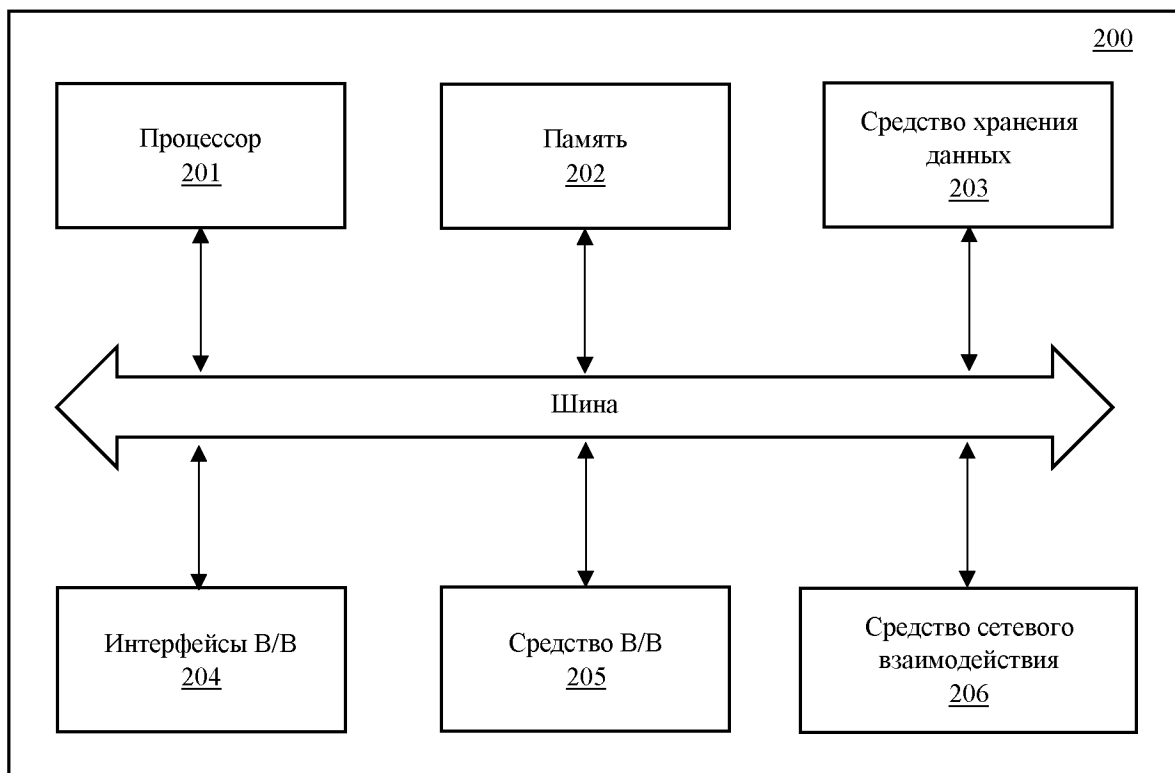 200
Процессор
201
Память
202
Средство хранения
данных
203
Шина
Интерфейсы В/В
204
Средство В/В
205
Средство сетевого
взаимодействия
206